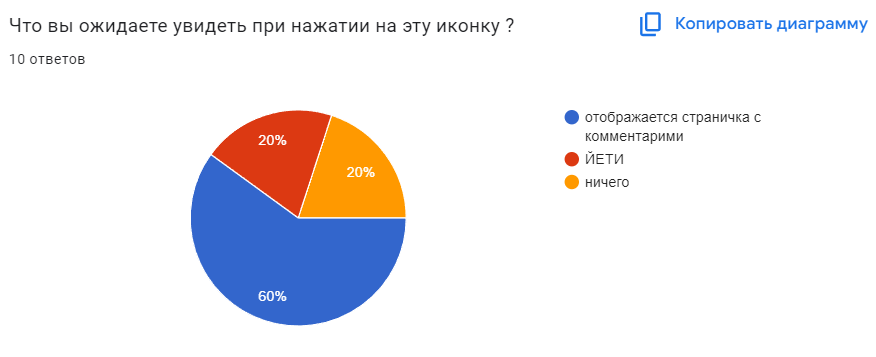 Что вы ожидаете увидеть при нажатии на эту иконку ?
Копировать диаграмму
10 ответов
20%
20%
60%
отображается страничка с
комментарими
ЙЕТИ
ничего